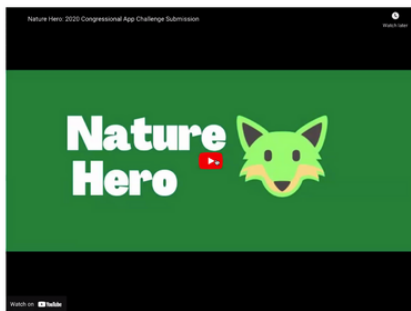 Nature Hero: 2020 Congressional App Challenge Submission
Watch later
Nature
Hero
Watch on YouTube